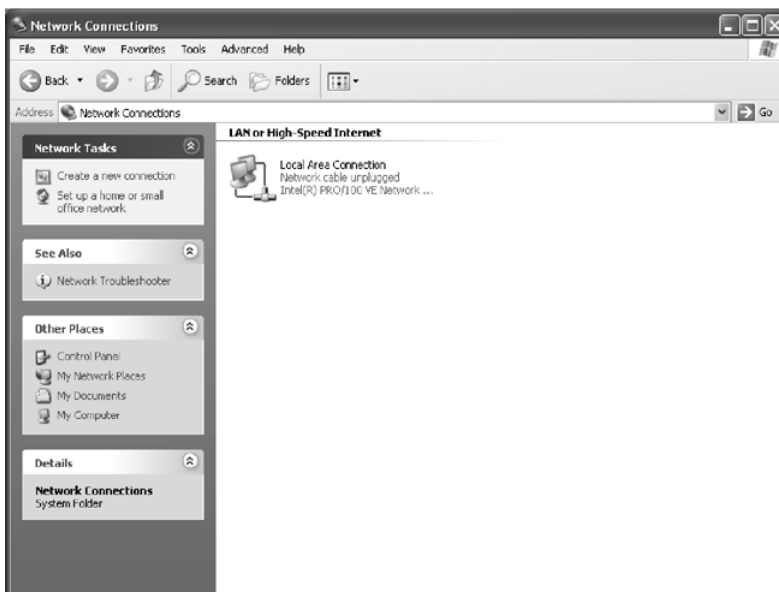 Network Connections
File Edit View Favorites Tools Advanced Help
Back Search Folders
Address Network Connections Go
Network Tasks
Create a new connection
Set up a home or small
office network
See Also
Network Troubleshooter
Other Places
Control Panel
My Network Places
My Documents
My Computer
Details
Network Connections
System Folder
LAN or High-Speed Internet
Local Area Connection
Network cable unplugged
Intel(R) PRO/100 VE Network ...